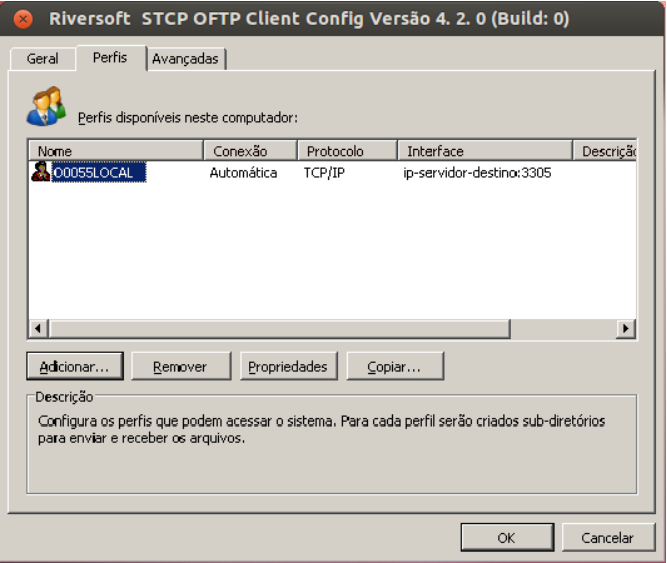 Riversoft STCP OFTP Client Config Versão 4. 2. 0 (Build: 0)
Geral Perfis Avançadas
Perfis disponíveis neste computador:
Nome Conexão Protocolo Interface Descrição
O0055LOCAL Automática TCP/IP ip-servidor-destino:3305
Adicionar... Remover Propriedades Copiar...
Descrição
Configura os perfis que podem acessar o sistema. Para cada perfil serão criados sub-diretórios
para enviar e receber os arquivos.
OK Cancelar